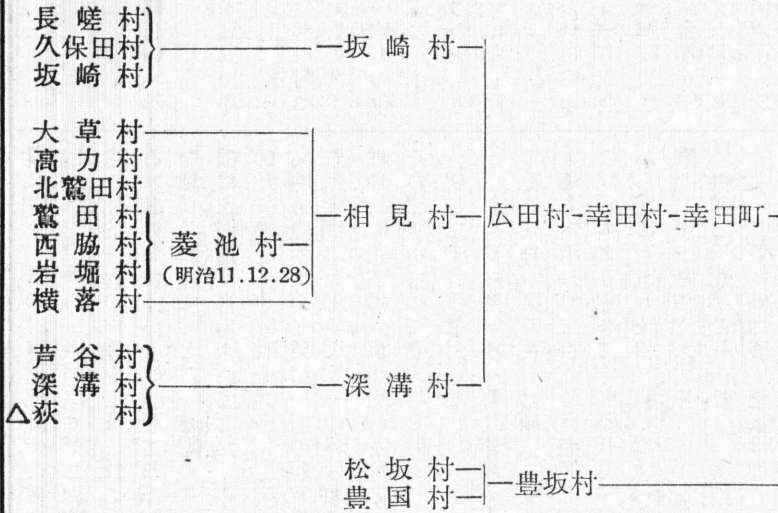 長嗟村
久保田村
坂崎村
坂崎村
大草村
高力村
北鷲田村
鷲田村
西脇村
岩堀村
横落村
菱池村
(明治11.12.28)
相見村
広田村-幸田村-幸田町
芦谷村
深溝村
△荻村
深溝村
松坂村
豊国村
豊坂村